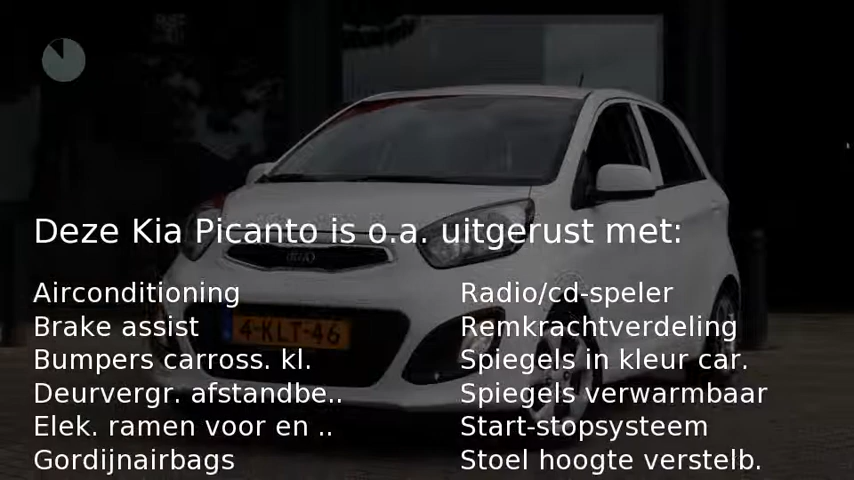 Deze Kia Picanto is o.a. uitgerust met:
Airconditioning
Brake assist
Bumpers carross. kl.
Deurvergr. afstandbe..
Elek. ramen voor en ..
Gordijnairbags
Radio/cd-speler
Remkrachtverdeling
Spiegels in kleur car.
Spiegels verwarmbaar
Start-stopsysteem
Stoel hoogte verstelb.
KIA
4-KLT-46